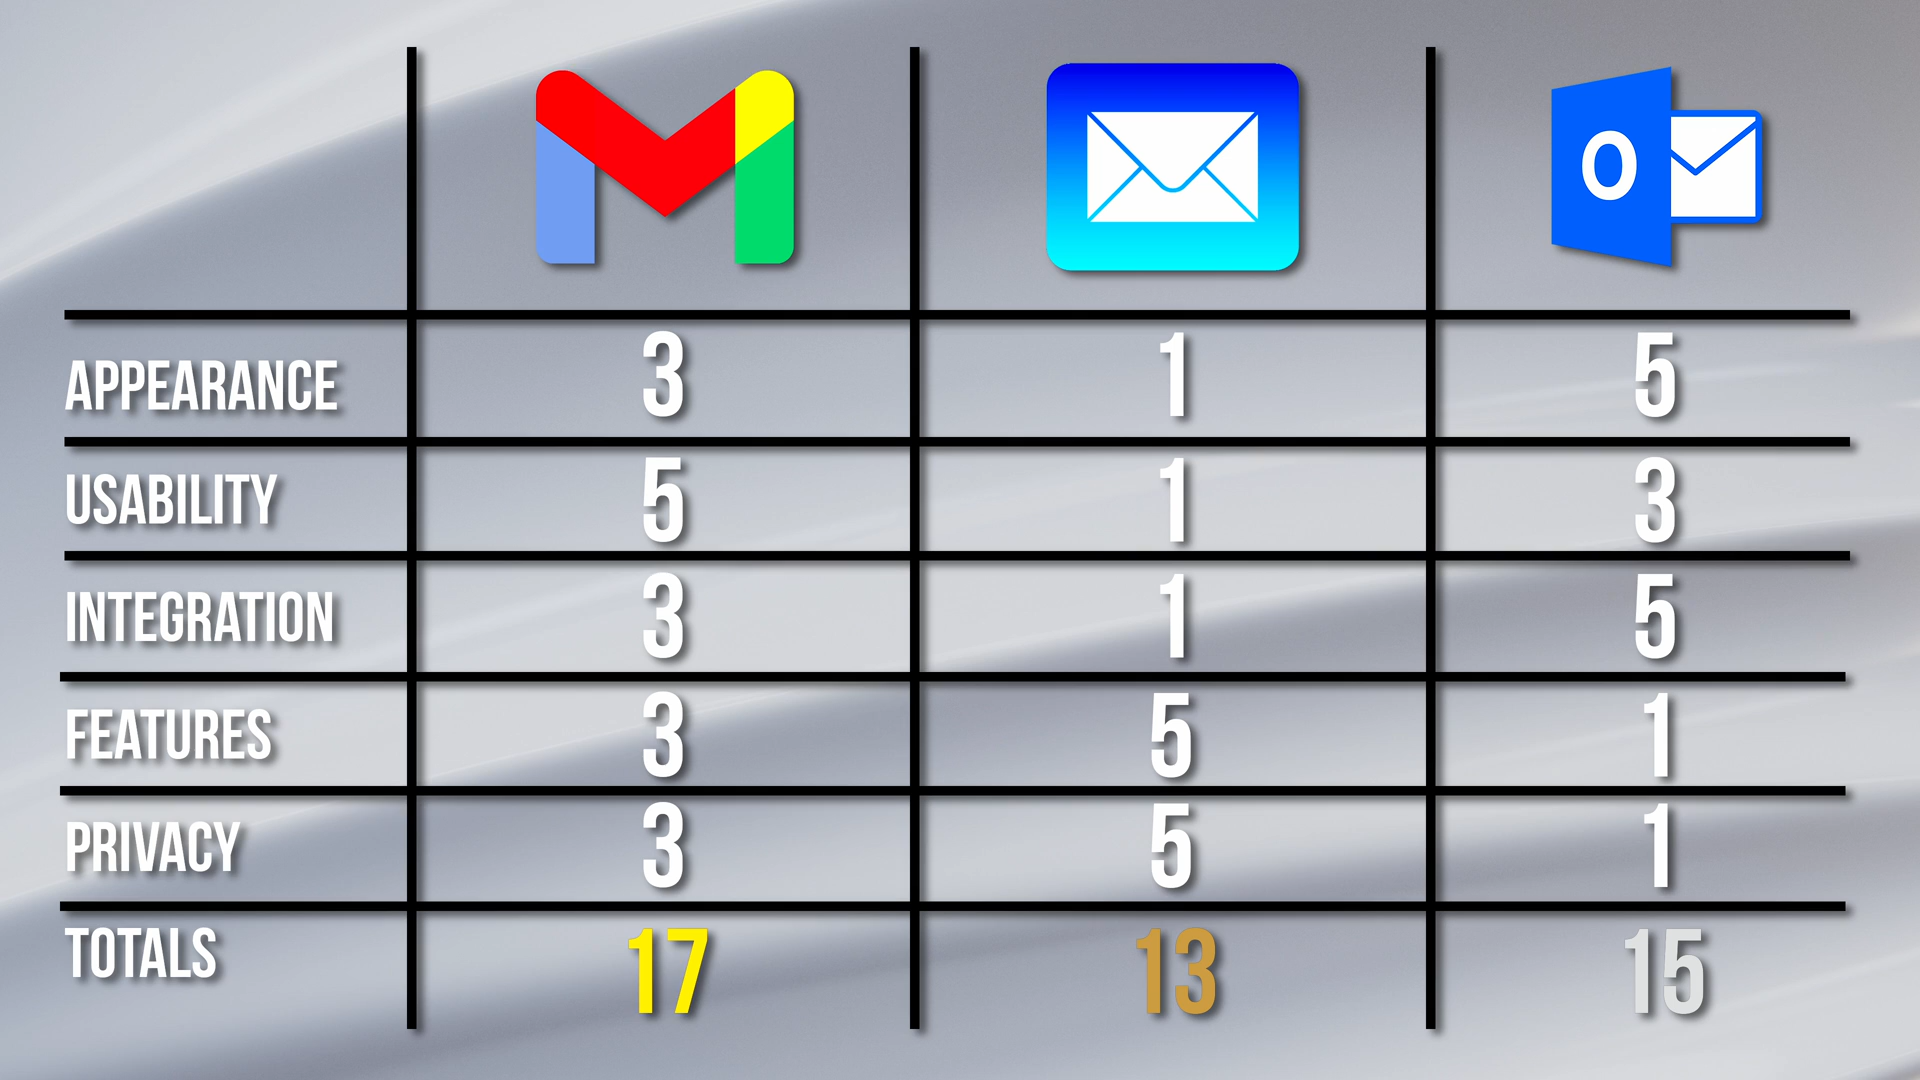 O
APPEARANCE 3 1 5
USABILITY 5 1 3
INTEGRATION 3 1 5
FEATURES 3 5 1
PRIVACY 3 5 1
TOTALS 17 13 15